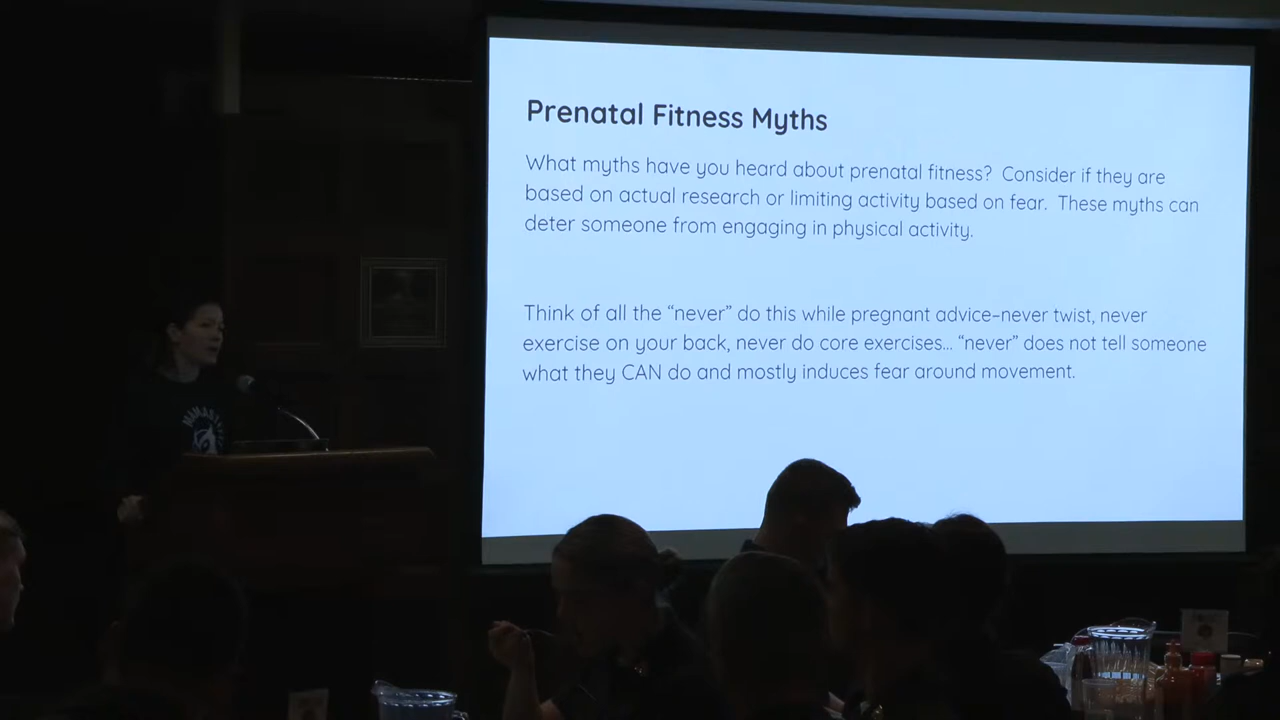 Prenatal Fitness Myths
What myths have you heard about prenatal fitness? Consider if they are
based on actual research or limiting activity based on fear. These myths can
deter someone from engaging in physical activity.
Think of all the “never” do this while pregnant advice–never twist, never
exercise on your back, never do core exercises... “never” does not tell someone
what they CAN do and mostly induces fear around movement.